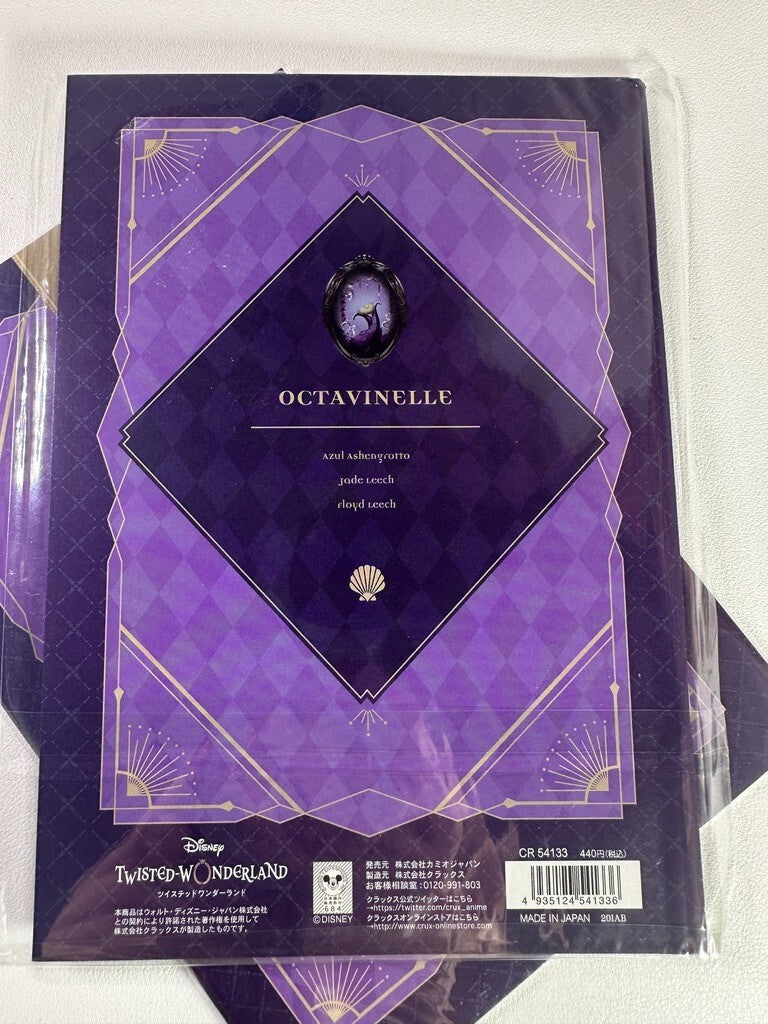 OCTAVINELLE
Azul Ashengrotto
Jade Leech
Floyd Leech
Disney
TWISTED-WONDERLAND
ツイステッドワンダーランド
本商品はウォルト・ディズニー・ジャパン株式会社
との契約により許諾された著作権を使用して
株式会社クラックスが製造したものです。
684
©DISNEY
発売元 株式会社カミオジャパン
製造元 株式会社クラックス
お客様相談室:0120-991-803
クラックス公式ツイッターはこちら
→https://twitter.com/crux_anime
クラックスオンラインストアはこちら
→http://www.crux-onlinestore.com
CR 54133 440円(税込)
4 935124 541336
MADE IN JAPAN 201AB